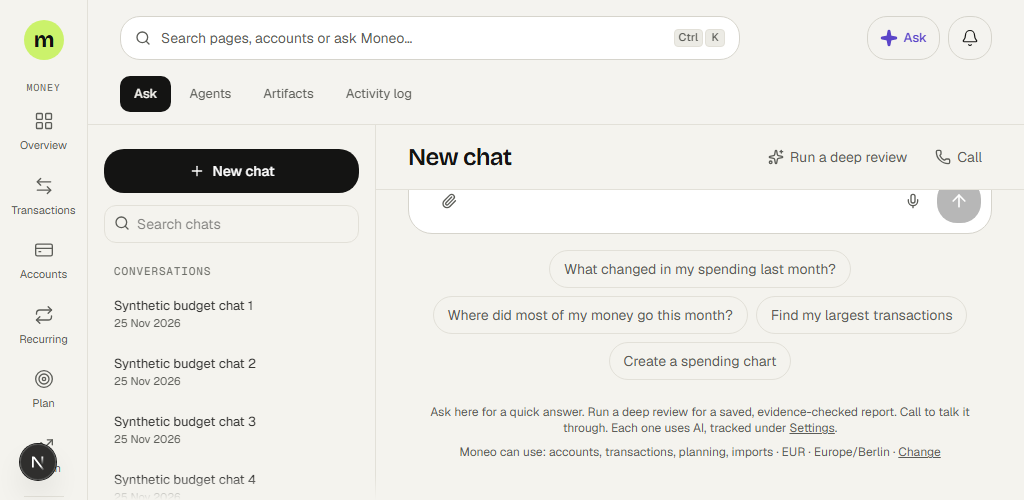 m
Search pages, accounts or ask Moneo...
Ctrl K
Ask
MONEY
Overview
Transactions
Accounts
Recurring
Plan
N
Ask
Agents
Artifacts
Activity log
New chat
Search chats
CONVERSATIONS
Synthetic budget chat 1
25 Nov 2026
Synthetic budget chat 2
25 Nov 2026
Synthetic budget chat 3
25 Nov 2026
Synthetic budget chat 4
25 Nov 2026
New chat
Run a deep review
Call
What changed in my spending last month?
Where did most of my money go this month?
Find my largest transactions
Create a spending chart
Ask here for a quick answer. Run a deep review for a saved, evidence-checked report. Call to talk it
through. Each one uses AI, tracked under Settings.
Moneo can use: accounts, transactions, planning, imports · EUR · Europe/Berlin · Change